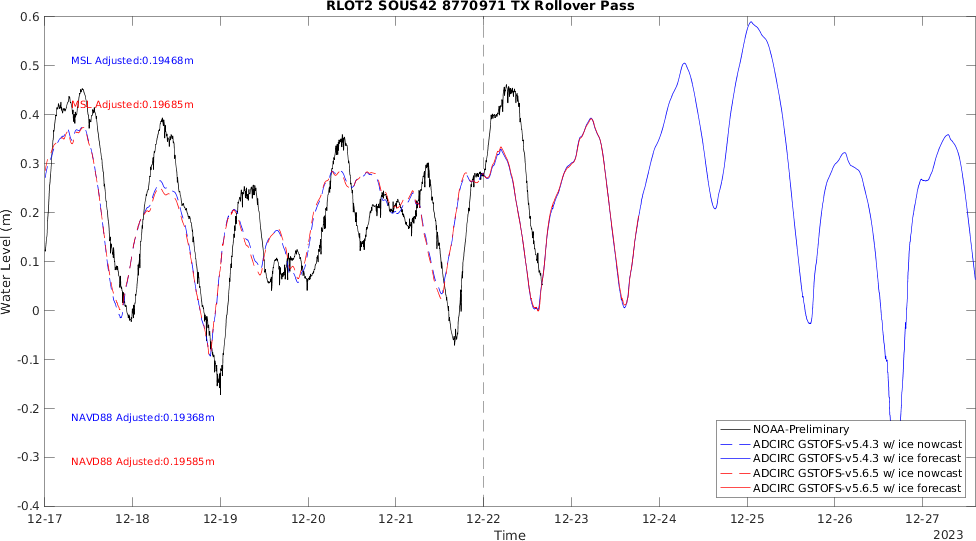 RLOT2 SOUS42 8770971 TX Rollover Pass
0.6
0.5
0.4
0.3
0.2
0.1
0
-0.1
-0.2
-0.3
-0.4
Water Level (m)
MSL Adjusted:0.19468m
MSL Adjusted:0.19685m
NAVD88 Adjusted:0.19368m
NAVD88 Adjusted:0.19585m
NOAA-Preliminary
ADCIRC GSTOFS-v5.4.3 w/ ice nowcast
ADCIRC GSTOFS-v5.4.3 w/ ice forecast
ADCIRC GSTOFS-v5.6.5 w/ ice nowcast
ADCIRC GSTOFS-v5.6.5 w/ ice forecast
12-17 12-18 12-19 12-20 12-21 12-22 12-23 12-24 12-25 12-26 12-27
Time
2023